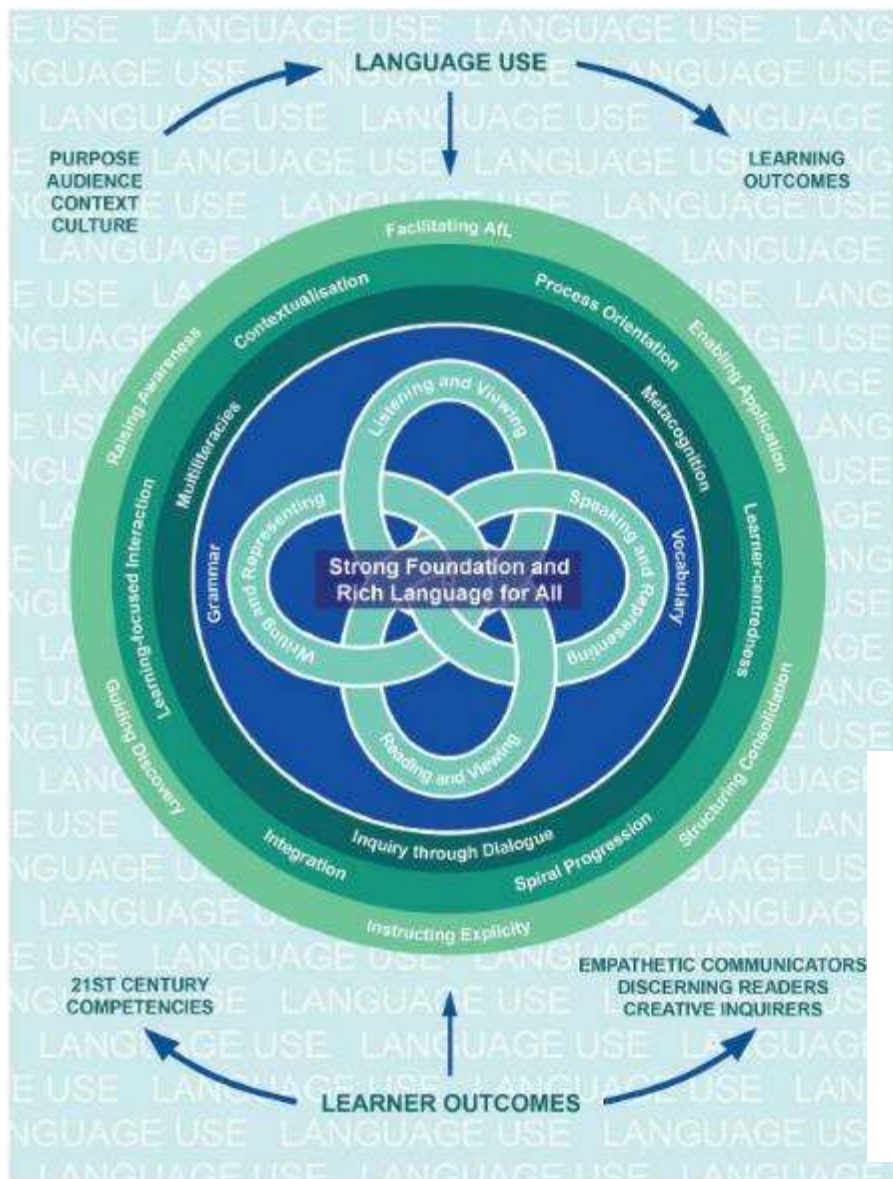 LANGUAGE USE
PURPOSE
AUDIENCE
CONTEXT
CULTURE
LEARNING
OUTCOMES
Facilitating AfL
Raising Awareness
Enabling Application
Guiding Discovery
Structuring Consolidation
Instructing Explicity
Contextualisation
Process Orientation
Learning-focused Interaction
Learner-centredness
Integration
Spiral Progression
Multiliteracies
Metacognition
Inquiry through Dialogue
Grammar
Vocabulary
Listening and Viewing
Writing and Representing
Speaking and Representing
Reading and Viewing
Strong Foundation and
Rich Language for All
21ST CENTURY
COMPETENCIES
EMPATHETIC COMMUNICATORS
DISCERNING READERS
CREATIVE INQUIRERS
LEARNER OUTCOMES